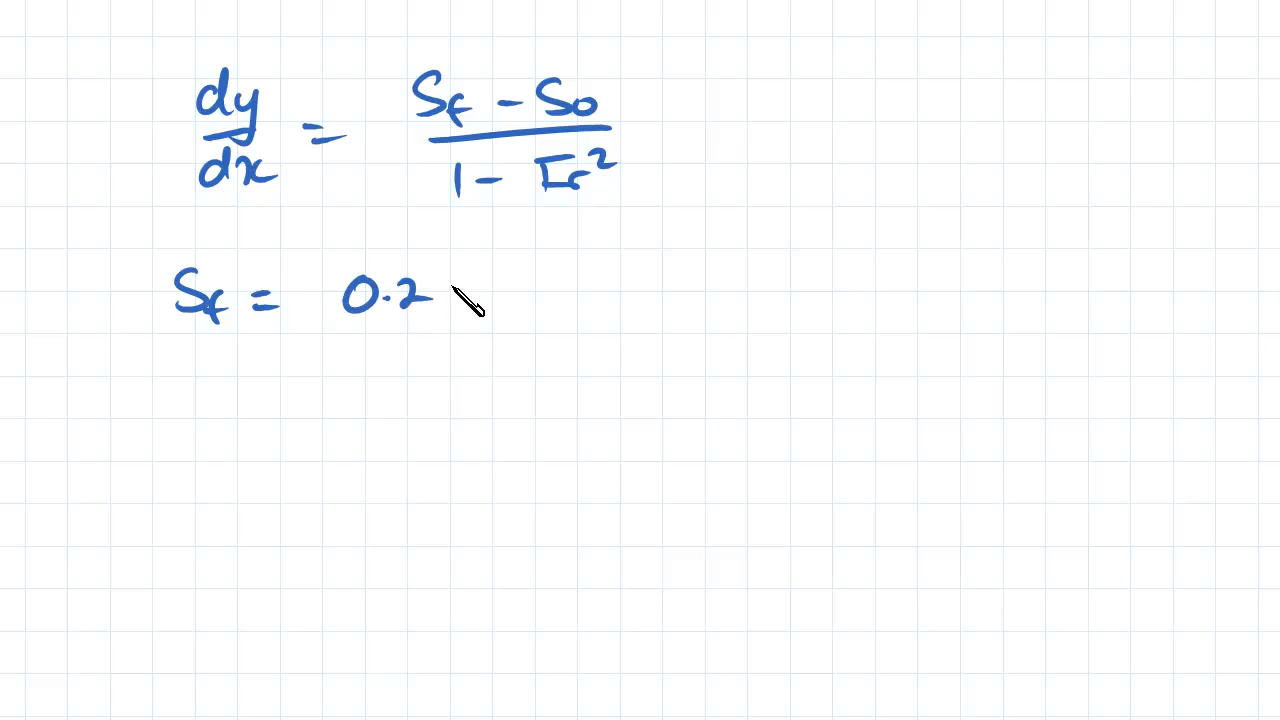 dy/dx = (Sf - So)/(1 - Fr²)
Sf = 0.2